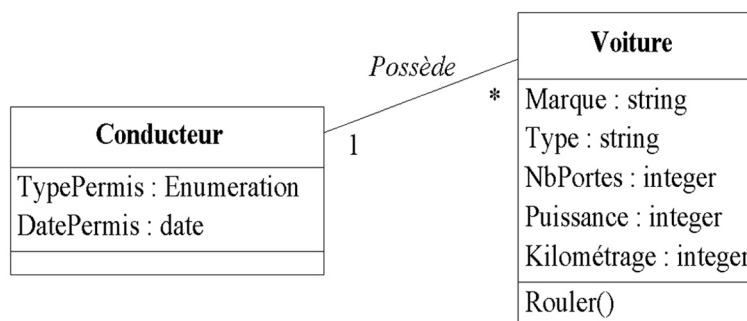 Conducteur
TypePermis : Enumeration
DatePermis : date
Possède
1
*
Voiture
Marque : string
Type : string
NbPortes : integer
Puissance : integer
Kilométrage : integer
Rouler()